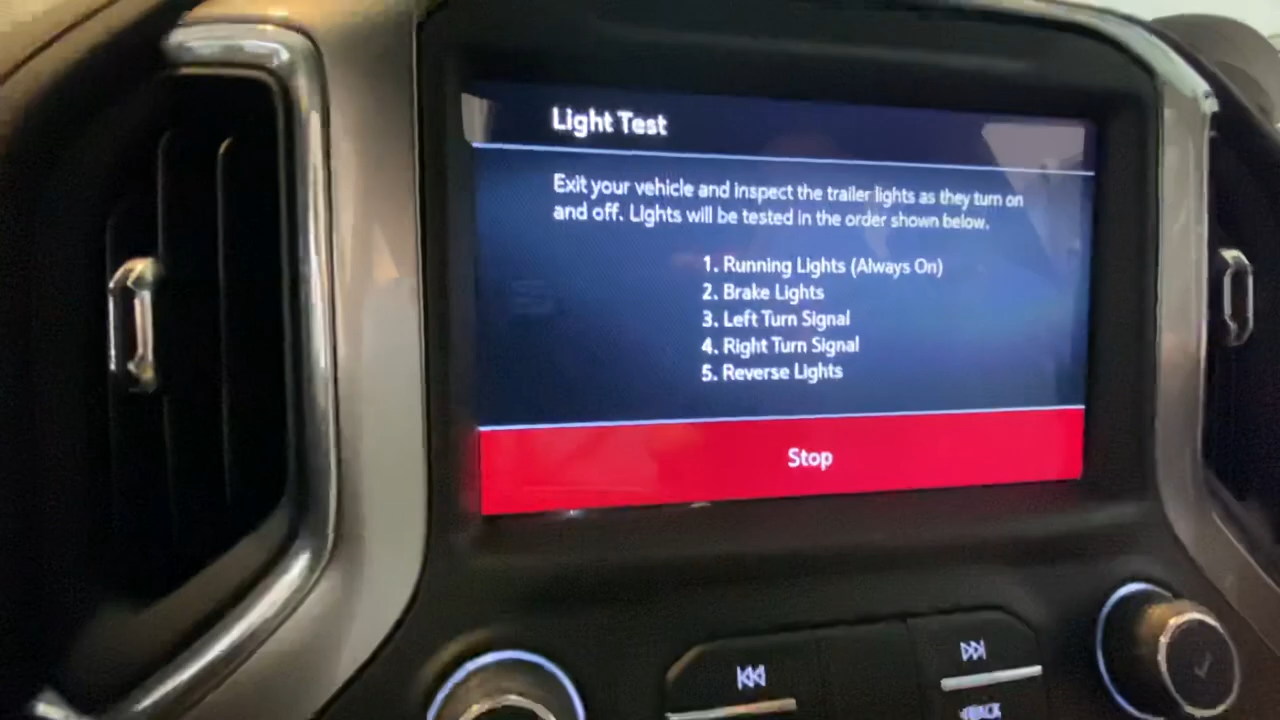 Light Test
Exit your vehicle and inspect the trailer lights as they turn on
and off. Lights will be tested in the order shown below.
1. Running Lights (Always On)
2. Brake Lights
3. Left Turn Signal
4. Right Turn Signal
5. Reverse Lights
Stop
BACK